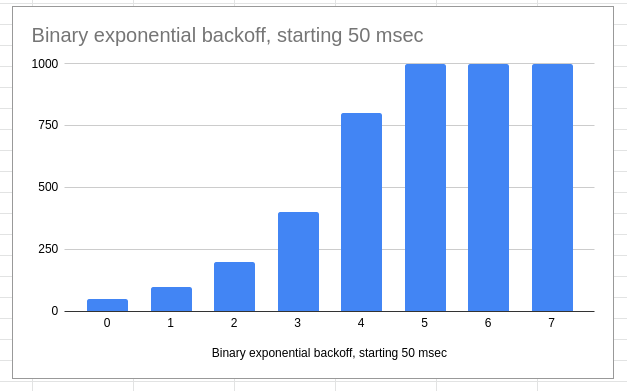 Binary exponential backoff, starting 50 msec
1000
750
500
250
0
0 1 2 3 4 5 6 7
Binary exponential backoff, starting 50 msec